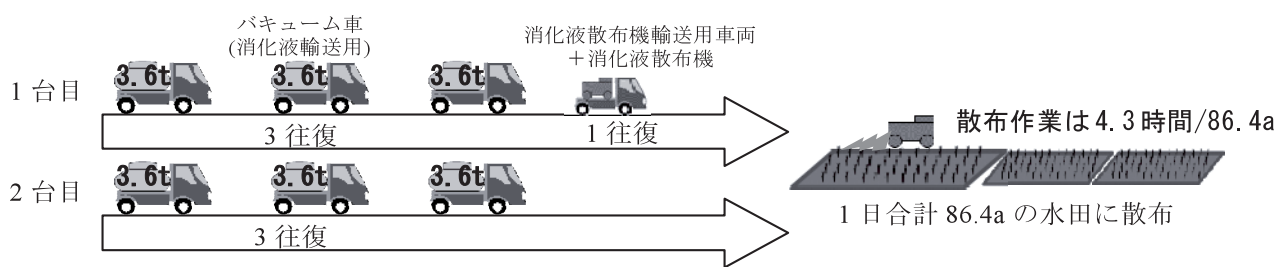 バキューム車
(消化液輸送用)
消化液散布機輸送用車両
＋消化液散布機
1 台目
3.6t
3.6t
3.6t
3 往復
1 往復
散布作業は4.3時間/86.4a
2 台目
3.6t
3.6t
3.6t
3 往復
1 日合計 86.4a の水田に散布